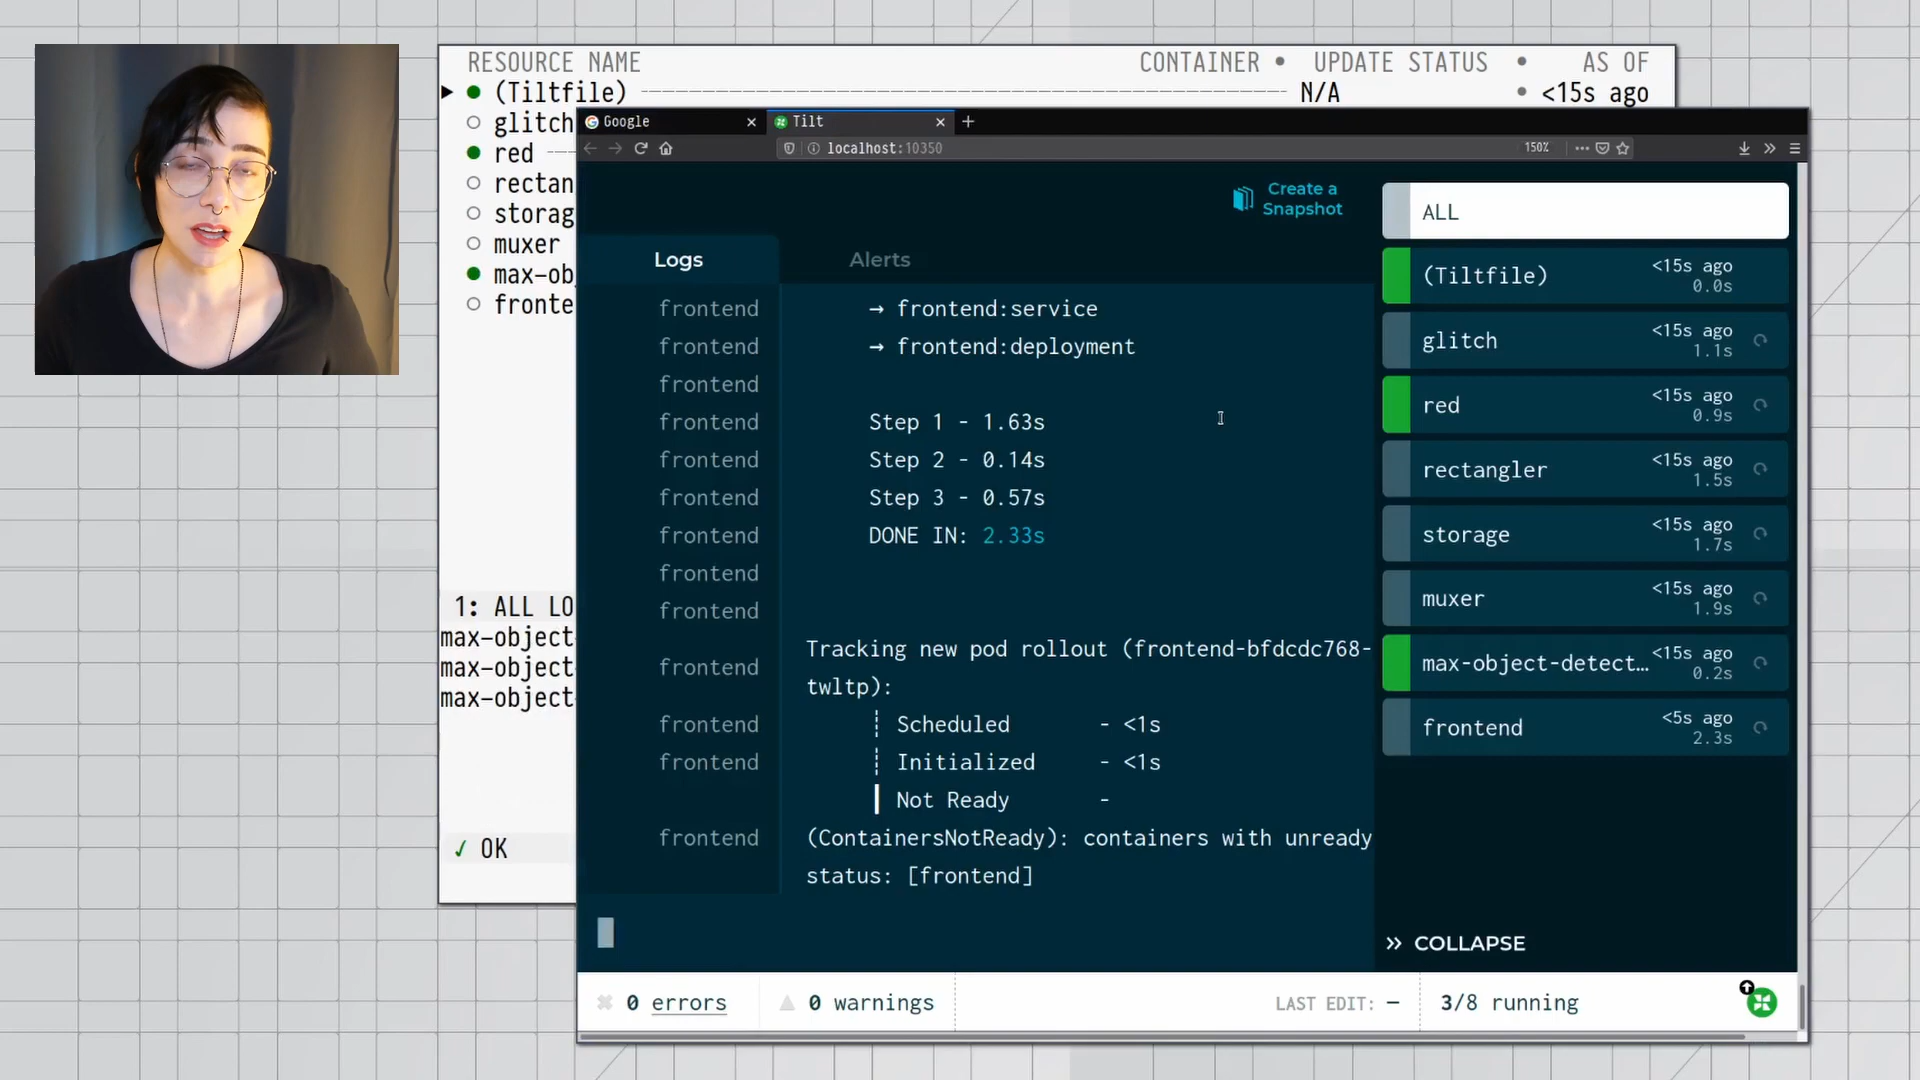 RESOURCE NAME CONTAINER • UPDATE STATUS • AS OF
(Tiltfile) N/A • <15s ago
glitch
red
rectan
storag
muxer
max-ob
fronte
1: ALL LO
max-object-
max-object-
max-object-
✓ OK
Google
Tilt
localhost:10350
150%
Create a
Snapshot
Logs
Alerts
frontend → frontend:service
frontend → frontend:deployment
frontend
frontend Step 1 - 1.63s
frontend Step 2 - 0.14s
frontend Step 3 - 0.57s
frontend DONE IN: 2.33s
frontend
frontend
Tracking new pod rollout (frontend-bfdcdc768-
frontend
twltp):
frontend Scheduled - <1s
frontend Initialized - <1s
Not Ready -
frontend (ContainersNotReady): containers with unready
status: [frontend]
ALL
(Tiltfile) <15s ago
0.0s
glitch <15s ago
1.1s
red <15s ago
0.9s
rectangler <15s ago
1.5s
storage <15s ago
1.7s
muxer <15s ago
1.9s
max-object-detect… <15s ago
0.2s
frontend <5s ago
2.3s
COLLAPSE
0 errors
0 warnings
LAST EDIT: —
3/8 running